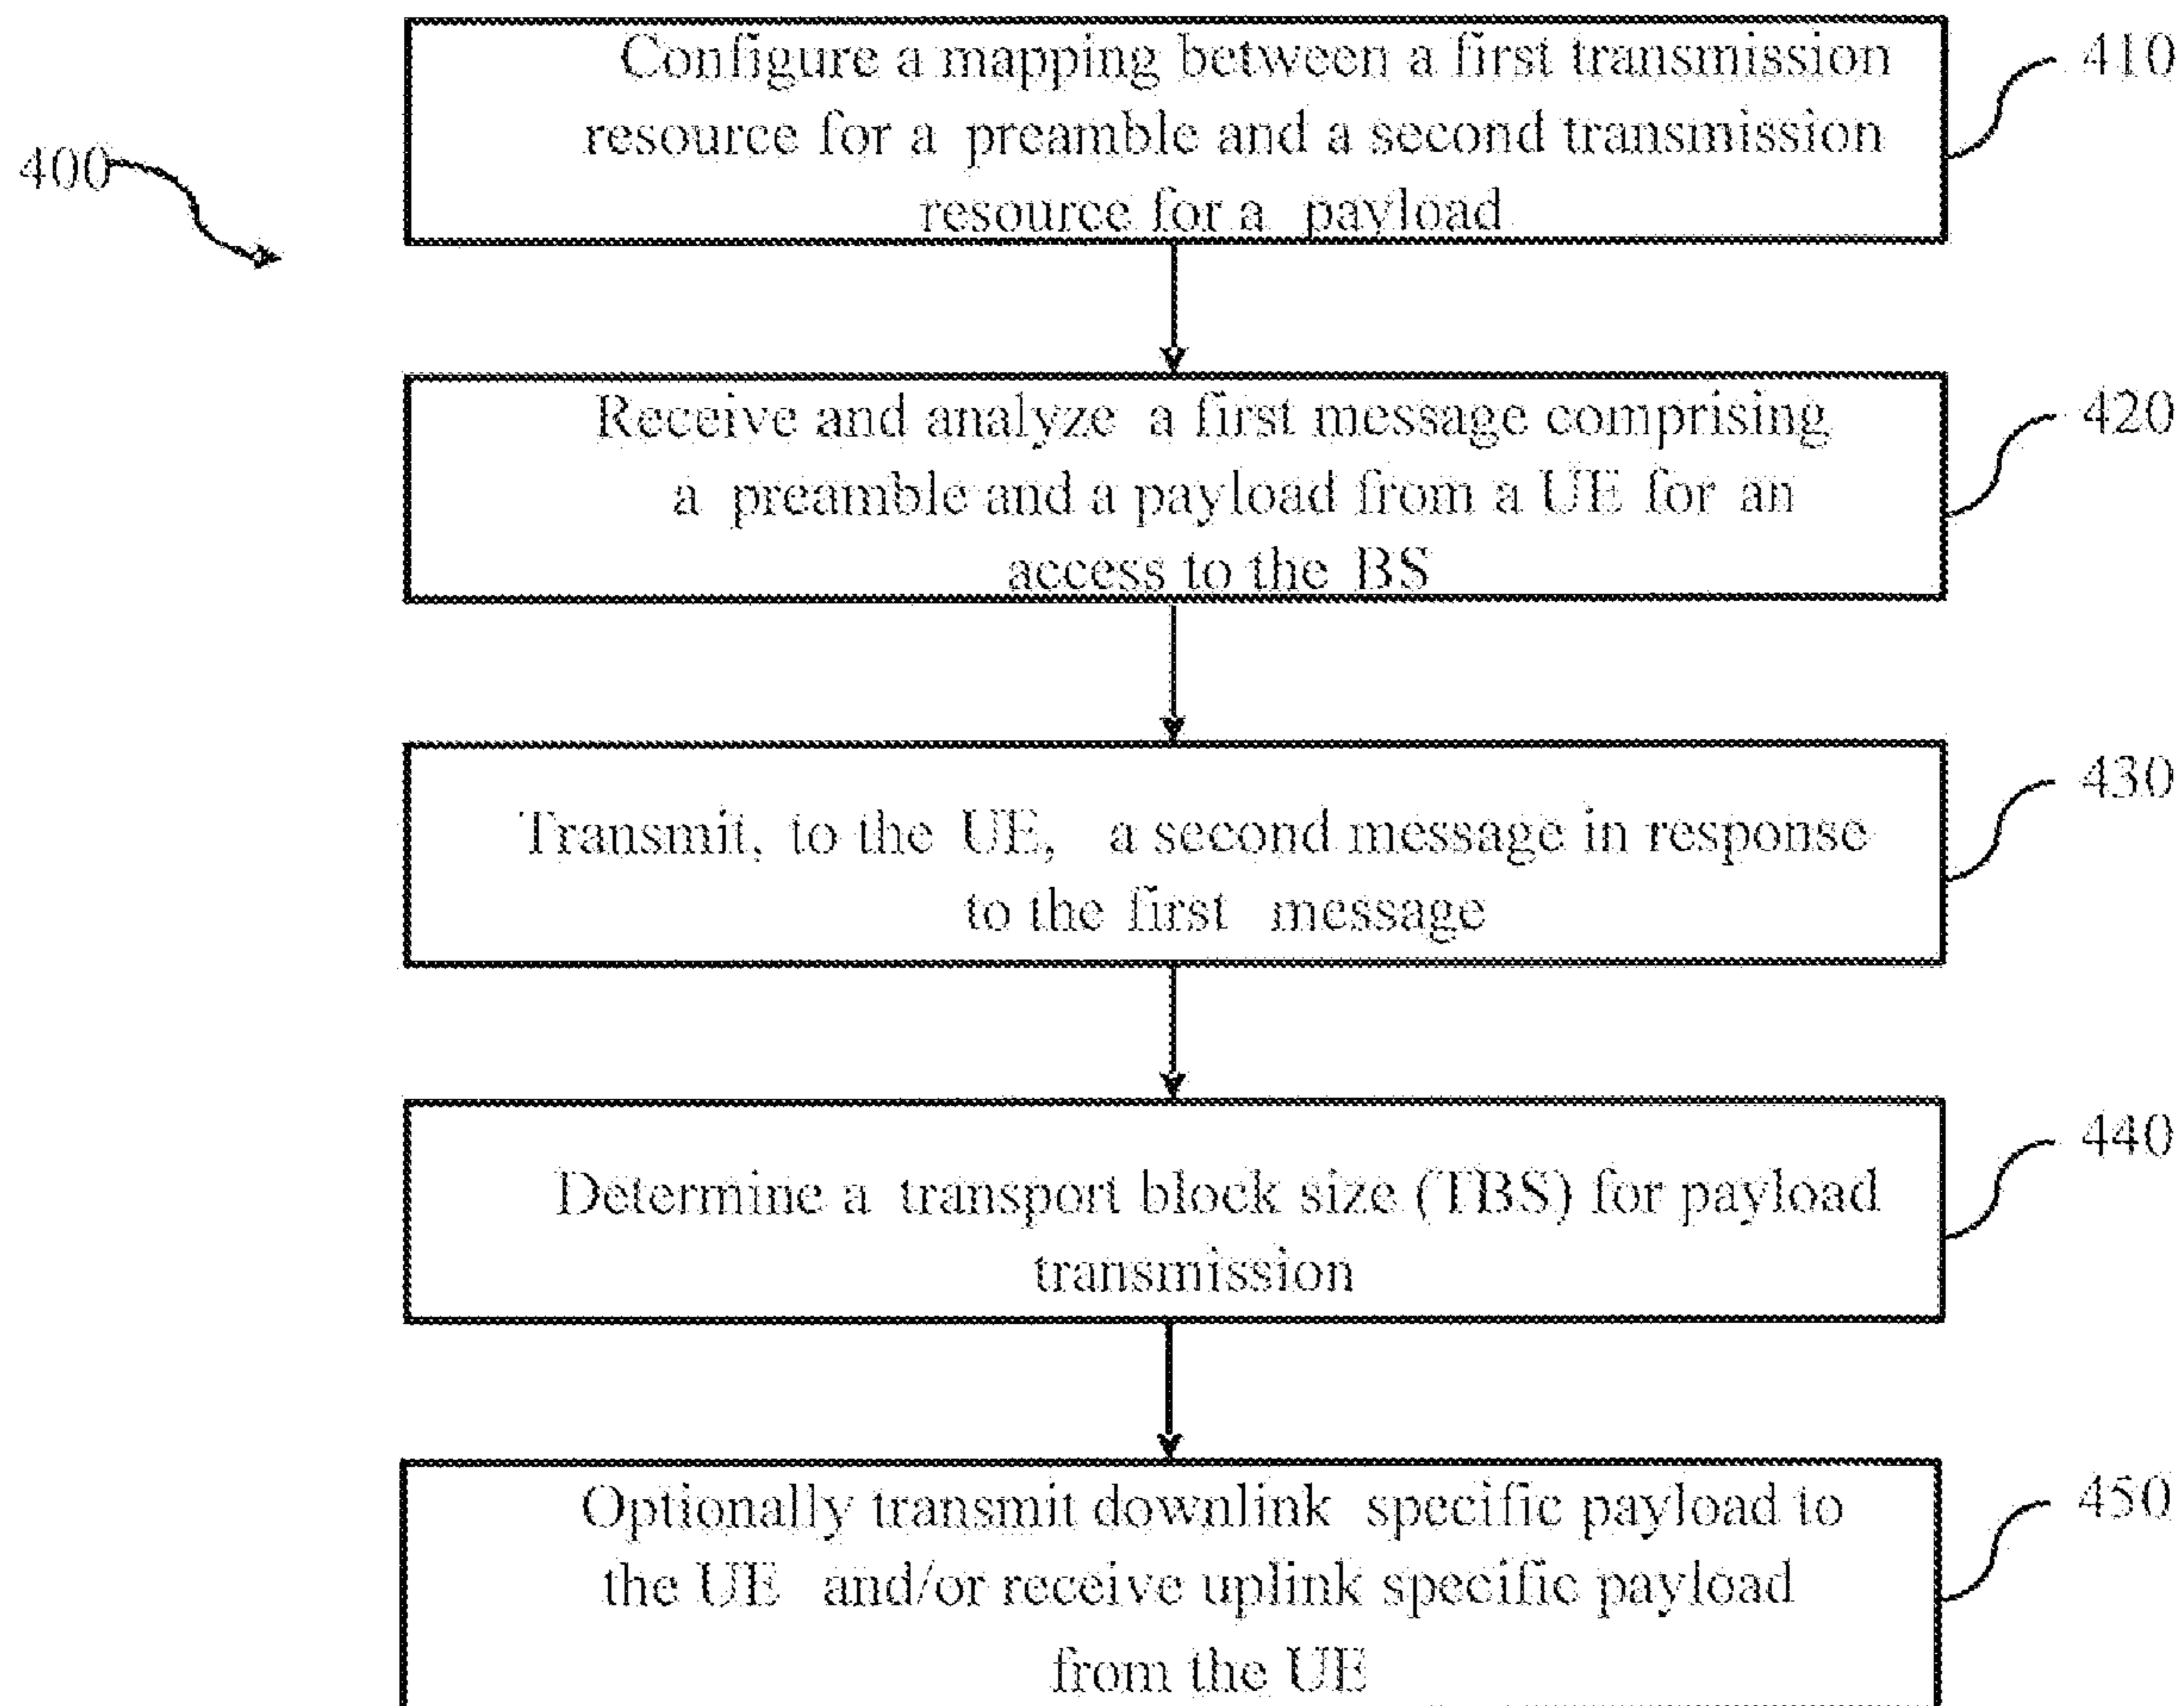 Configure a mapping between a first transmission
resource for a preamble and a second transmission
resource for a payload
410
400
Receive and analyze a first message comprising
a preamble and a payload from a UE for an
access to the BS
420
Transmit, to the UE, a second message in response
to the first message
430
Determine a transport block size (TBS) for payload
transmission
440
Optionally transmit downlink specific payload to
the UE and/or receive uplink specific payload
from the UE
450